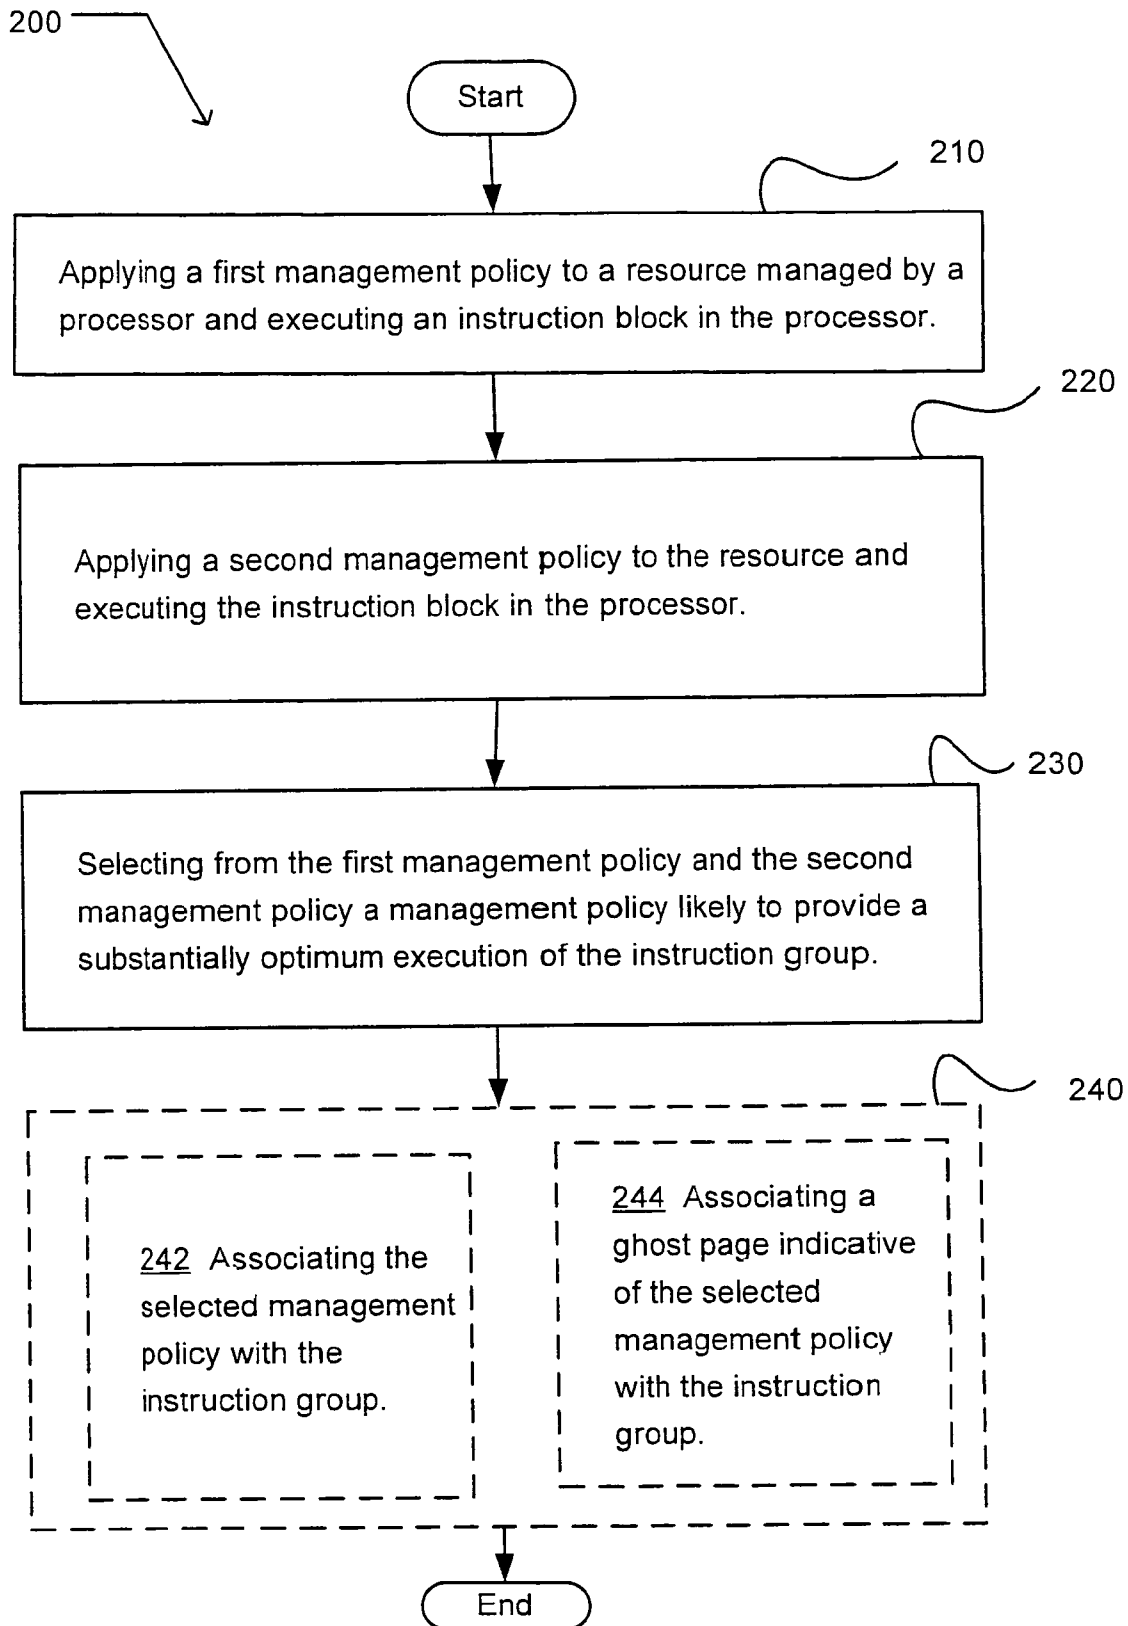 200
Start
210
Applying a first management policy to a resource managed by a
processor and executing an instruction block in the processor.
220
Applying a second management policy to the resource and
executing the instruction block in the processor.
230
Selecting from the first management policy and the second
management policy a management policy likely to provide a
substantially optimum execution of the instruction group.
240
242 Associating the
selected management
policy with the
instruction group.
244 Associating a
ghost page indicative
of the selected
management policy
with the instruction
group.
End